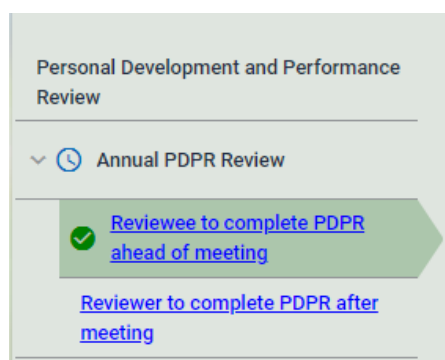 Personal Development and Performance
Review
Annual PDPR Review
Reviewee to complete PDPR
ahead of meeting
Reviewer to complete PDPR after
meeting